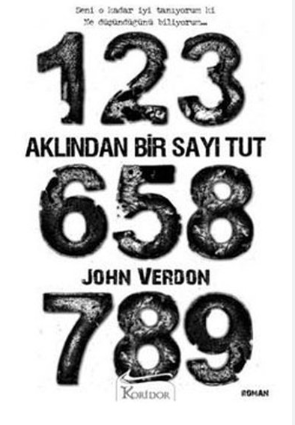 Seni o kadar iyi tanıyorum ki
Ne düşündüğünü biliyorum...
123
AKLINDAN BİR SAYI TUT
658
JOHN VERDON
789
KORİDOR
ROMAN